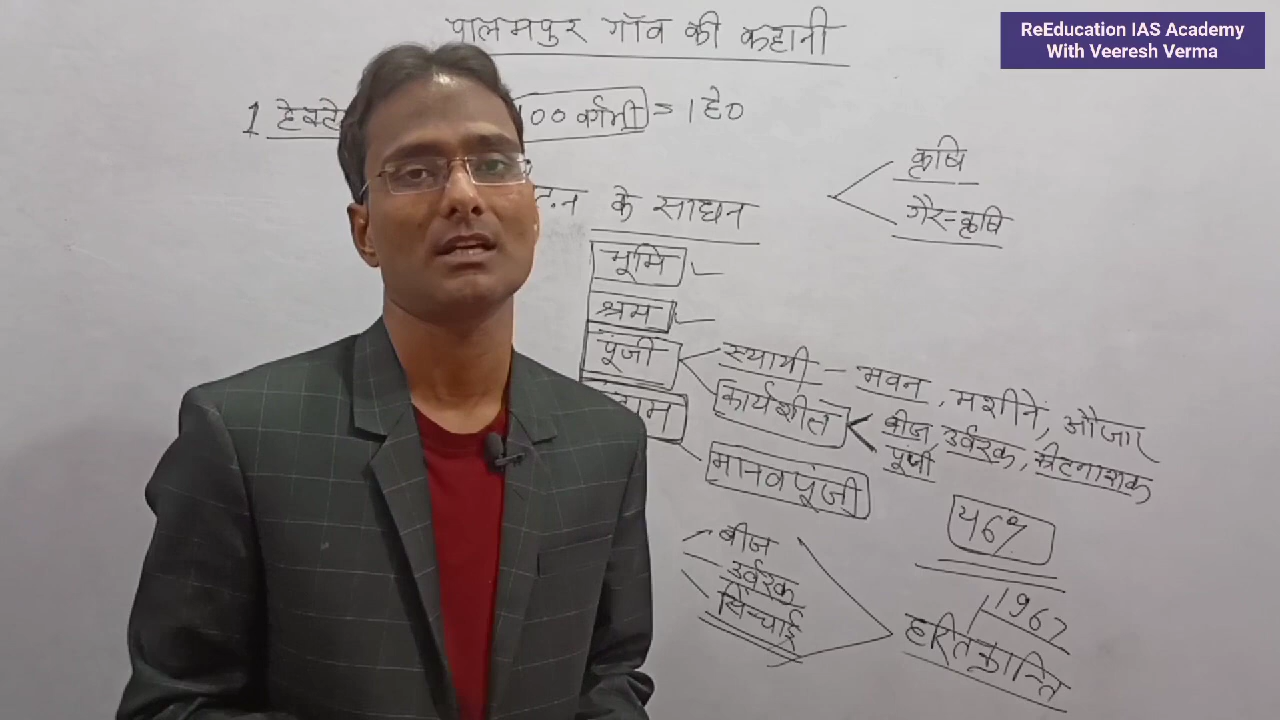 ReEducation IAS Academy
With Veeresh Verma
पालमपुर गाँव की कहानी
1 हेक्टे 00 वर्गमी = 1 हे०
के साधन
कृषि
गैर-कृषि
भूमि
श्रम
पूंजी स्थायी - भवन, मशीनें, औजार
कार्यशील बीज, उर्वरक, कीटनाशक
पूंजी
मानवपूंजी
46%
बीज
उर्वरक
सिंचाई
1967
हरितक्रान्ति